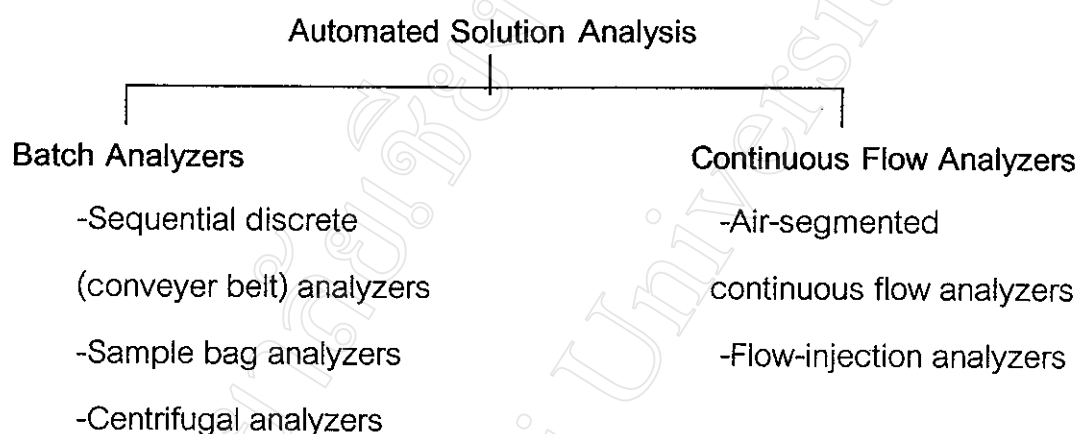 Automated Solution Analysis
Batch Analyzers
-Sequential discrete
(conveyer belt) analyzers
-Sample bag analyzers
-Centrifugal analyzers
Continuous Flow Analyzers
-Air-segmented
continuous flow analyzers
-Flow-injection analyzers